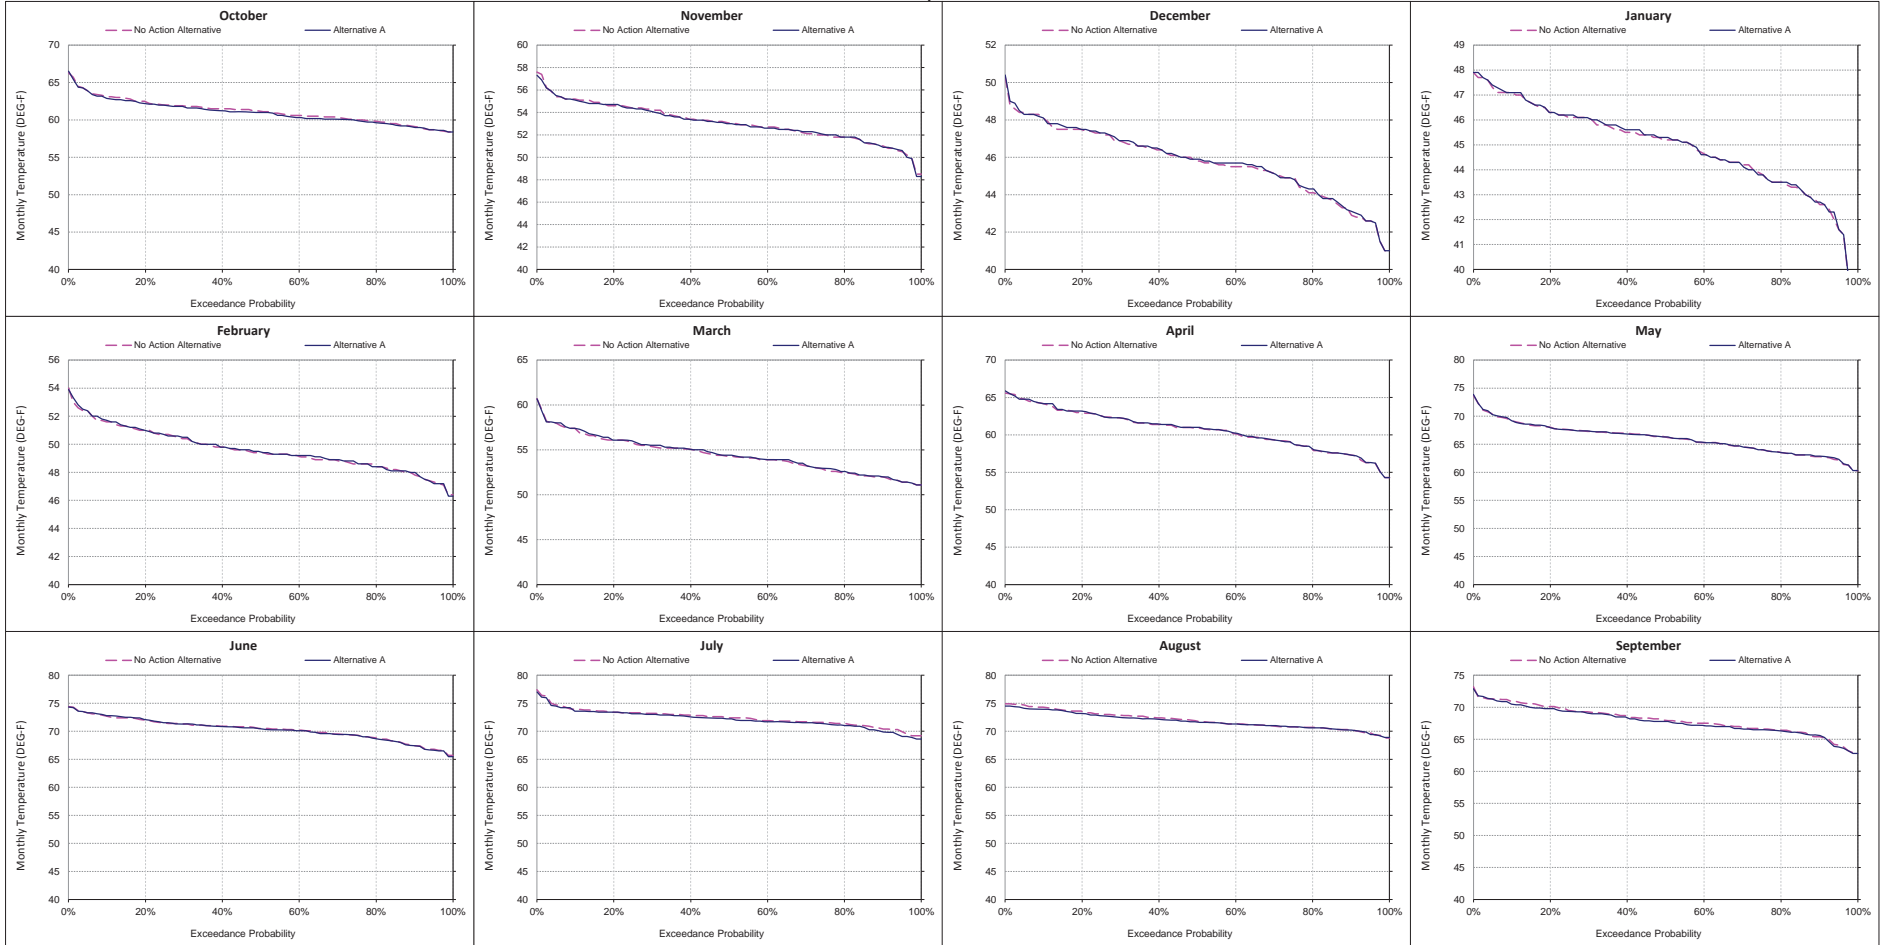 October
No Action Alternative Alternative A
Monthly Temperature (DEG-F)
70
65
60
55
50
45
40
0% 20% 40% 60% 80% 100%
Exceedance Probability
November
No Action Alternative Alternative A
Monthly Temperature (DEG-F)
60
58
56
54
52
50
48
46
44
42
40
0% 20% 40% 60% 80% 100%
Exceedance Probability
December
No Action Alternative Alternative A
Monthly Temperature (DEG-F)
52
50
48
46
44
42
40
0% 20% 40% 60% 80% 100%
Exceedance Probability
January
No Action Alternative Alternative A
Monthly Temperature (DEG-F)
49
48
47
46
45
44
43
42
41
40
0% 20% 40% 60% 80% 100%
Exceedance Probability
February
No Action Alternative Alternative A
Monthly Temperature (DEG-F)
56
54
52
50
48
46
44
42
40
0% 20% 40% 60% 80% 100%
Exceedance Probability
March
No Action Alternative Alternative A
Monthly Temperature (DEG-F)
65
60
55
50
45
40
0% 20% 40% 60% 80% 100%
Exceedance Probability
April
No Action Alternative Alternative A
Monthly Temperature (DEG-F)
70
65
60
55
50
45
40
0% 20% 40% 60% 80% 100%
Exceedance Probability
May
No Action Alternative Alternative A
Monthly Temperature (DEG-F)
80
75
70
65
60
55
50
45
40
0% 20% 40% 60% 80% 100%
Exceedance Probability
June
No Action Alternative Alternative A
Monthly Temperature (DEG-F)
80
75
70
65
60
55
50
45
40
0% 20% 40% 60% 80% 100%
Exceedance Probability
July
No Action Alternative Alternative A
Monthly Temperature (DEG-F)
80
75
70
65
60
55
50
45
40
0% 20% 40% 60% 80% 100%
Exceedance Probability
August
No Action Alternative Alternative A
Monthly Temperature (DEG-F)
80
75
70
65
60
55
50
45
40
0% 20% 40% 60% 80% 100%
Exceedance Probability
September
No Action Alternative Alternative A
Monthly Temperature (DEG-F)
75
70
65
60
55
50
45
40
0% 20% 40% 60% 80% 100%
Exceedance Probability